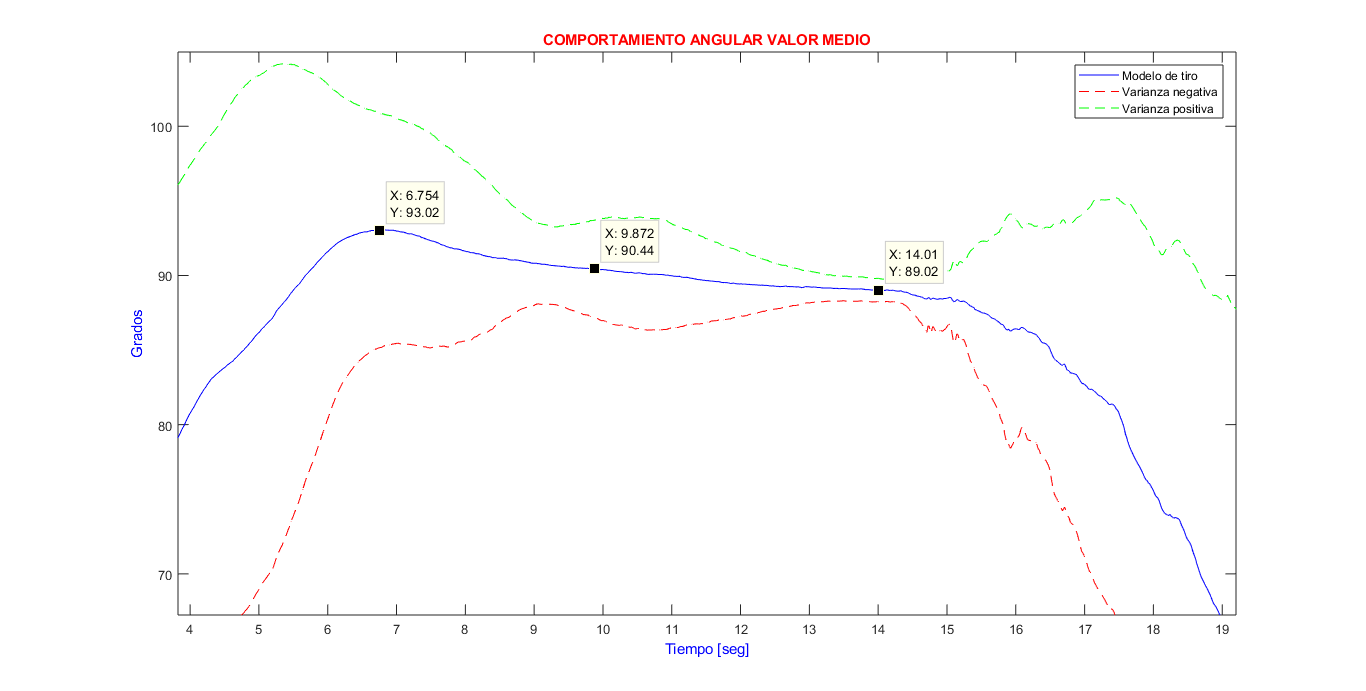 COMPORTAMIENTO ANGULAR VALOR MEDIO
Modelo de tiro
Varianza negativa
Varianza positiva
100
90
80
70
Grados
X: 6.754
Y: 93.02
X: 9.872
Y: 90.44
X: 14.01
Y: 89.02
4 5 6 7 8 9 10 11 12 13 14 15 16 17 18 19
Tiempo [seg]